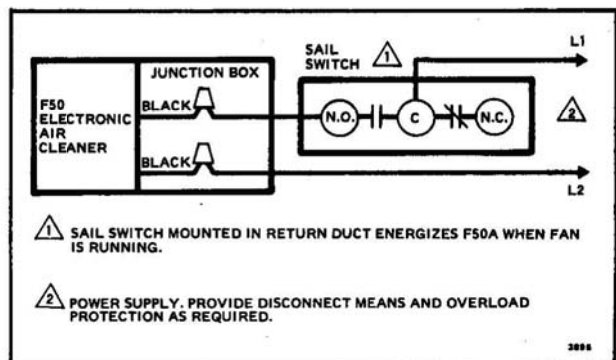 SAIL
SWITCH
1
L1
JUNCTION BOX
F50
ELECTRONIC
AIR
CLEANER
BLACK
N.O.
C
N.C.
2
BLACK
L2
1 SAIL SWITCH MOUNTED IN RETURN DUCT ENERGIZES F50A WHEN FAN
IS RUNNING.
2 POWER SUPPLY. PROVIDE DISCONNECT MEANS AND OVERLOAD
PROTECTION AS REQUIRED.